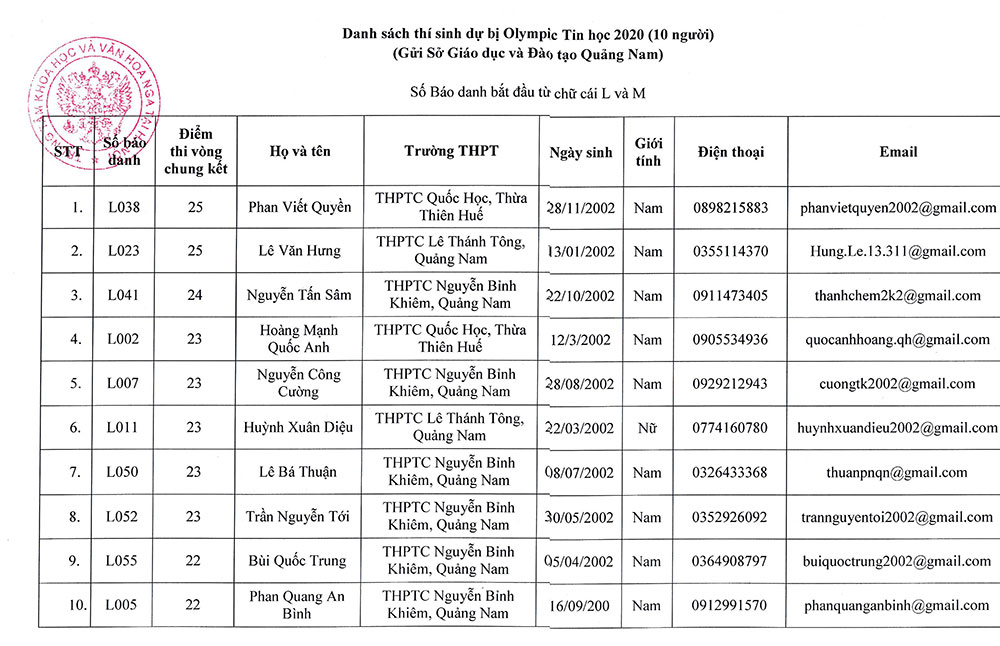 Danh sách thí sinh dự bị Olympic Tin học 2020 (10 người)
(Gửi Sở Giáo dục và Đào tạo Quảng Nam)
Số Báo danh bắt đầu từ chữ cái L và M
TRUNG TÂM KHOA HỌC VÀ VĂN HOA NGA TẠI HÀ NỘI
STT Số báo danh Điểm thi vòng chung kết Họ và tên Trường THPT Ngày sinh Giới tính Điện thoại Email
1. L038 25 Phan Viết Quyền THPTC Quốc Học, Thừa Thiên Huế 28/11/2002 Nam 0898215883 phanvietquyen2002@gmail.com
2. L023 25 Lê Văn Hưng THPTC Lê Thánh Tông, Quảng Nam 13/01/2002 Nam 0355114370 Hung.Le.13.311@gmail.com
3. L041 24 Nguyễn Tấn Sâm THPTC Nguyễn Bỉnh Khiêm, Quảng Nam 22/10/2002 Nam 0911473405 thanhchem2k2@gmail.com
4. L002 23 Hoàng Mạnh Quốc Anh THPTC Quốc Học, Thừa Thiên Huế 12/3/2002 Nam 0905534936 quocanhhoang.qh@gmail.com
5. L007 23 Nguyễn Công Cường THPTC Nguyễn Bỉnh Khiêm, Quảng Nam 28/08/2002 Nam 0929212943 cuongtk2002@gmail.com
6. L011 23 Huỳnh Xuân Diệu THPTC Lê Thánh Tông, Quảng Nam 22/03/2002 Nữ 0774160780 huynhxuandieu2002@gmail.com
7. L050 23 Lê Bá Thuận THPTC Nguyễn Bỉnh Khiêm, Quảng Nam 08/07/2002 Nam 0326433368 thuanpnqn@gmail.com
8. L052 23 Trần Nguyễn Tới THPTC Nguyễn Bỉnh Khiêm, Quảng Nam 30/05/2002 Nam 0352926092 trannguyentoi2002@gmail.com
9. L055 22 Bùi Quốc Trung THPTC Nguyễn Bỉnh Khiêm, Quảng Nam 05/04/2002 Nam 0364908797 buiquoctrung2002@gmail.com
10. L005 22 Phan Quang An Bình THPTC Nguyễn Bỉnh Khiêm, Quảng Nam 16/09/200 Nam 0912991570 phanquanganbinh@gmail.com